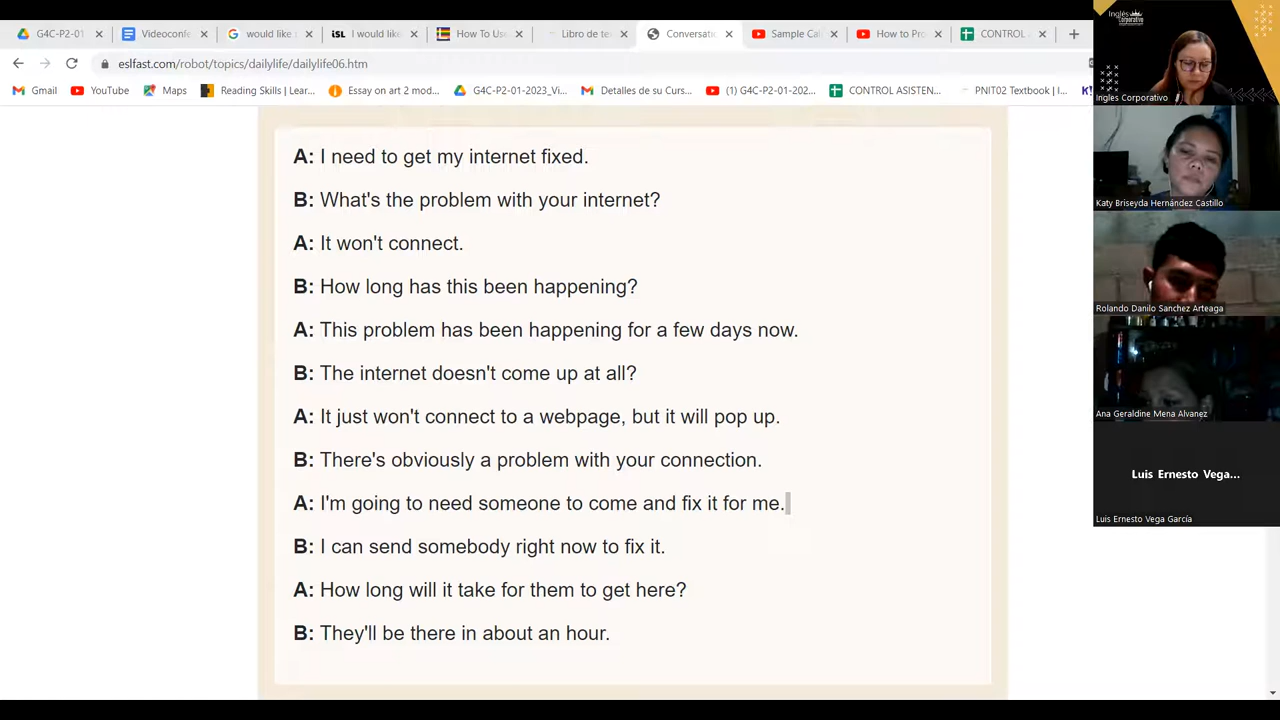 G4C-P2-01
Videoconfe
would like s
I would like
How To Use
Libro de te
Conversatic
Sample Cal
How to Pro
CONTROL A
eslfast.com/robot/topics/dailylife/dailylife06.htm
Gmail
YouTube
Maps
Reading Skills | Lear...
Essay on art 2 mod...
G4C-P2-01-2023_Vi...
Detalles de su Curs...
(1) G4C-P2-01-202...
CONTROL ASISTEN...
PNIT02 Textbook | I...
A: I need to get my internet fixed.
B: What's the problem with your internet?
A: It won't connect.
B: How long has this been happening?
A: This problem has been happening for a few days now.
B: The internet doesn't come up at all?
A: It just won't connect to a webpage, but it will pop up.
B: There's obviously a problem with your connection.
A: I'm going to need someone to come and fix it for me.
B: I can send somebody right now to fix it.
A: How long will it take for them to get here?
B: They'll be there in about an hour.
Inglés
Corporativo
Inglés Corporativo
Katy Briseyda Hernández Castillo
Rolando Danilo Sanchez Arteaga
Ana Geraldine Mena Alvanez
Luis Ernesto Vega...
Luis Ernesto Vega García